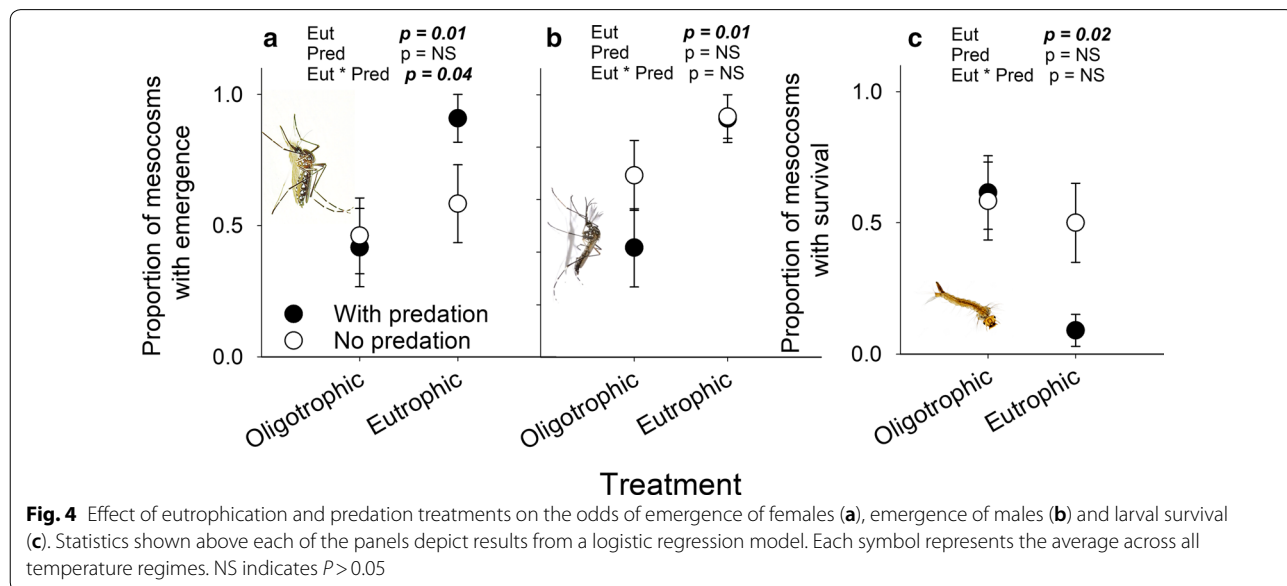 a
Eut p = 0.01
Pred p = NS
Eut * Pred p = 0.04
b
Eut p = 0.01
Pred p = NS
Eut * Pred p = NS
c
Eut p = 0.02
Pred p = NS
Eut * Pred p = NS
Proportion of mesocosms
with emergence
1.0
0.5
0.0
With predation
No predation
Oligotrophic
Eutrophic
Oligotrophic
Eutrophic
Proportion of mesocosms
with survival
1.0
0.5
0.0
Oligotrophic
Eutrophic
Treatment
Fig. 4 Effect of eutrophication and predation treatments on the odds of emergence of females (a), emergence of males (b) and larval survival
(c). Statistics shown above each of the panels depict results from a logistic regression model. Each symbol represents the average across all
temperature regimes. NS indicates P > 0.05